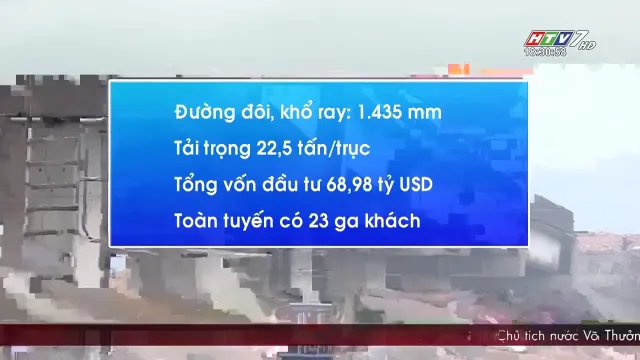 HTV7 HD
18:30:58
Đường đôi, khổ ray: 1.435 mm
Tải trọng 22,5 tấn/trục
Tổng vốn đầu tư 68,98 tỷ USD
Toàn tuyến có 23 ga khách
Chủ tịch nước Võ Thưởn